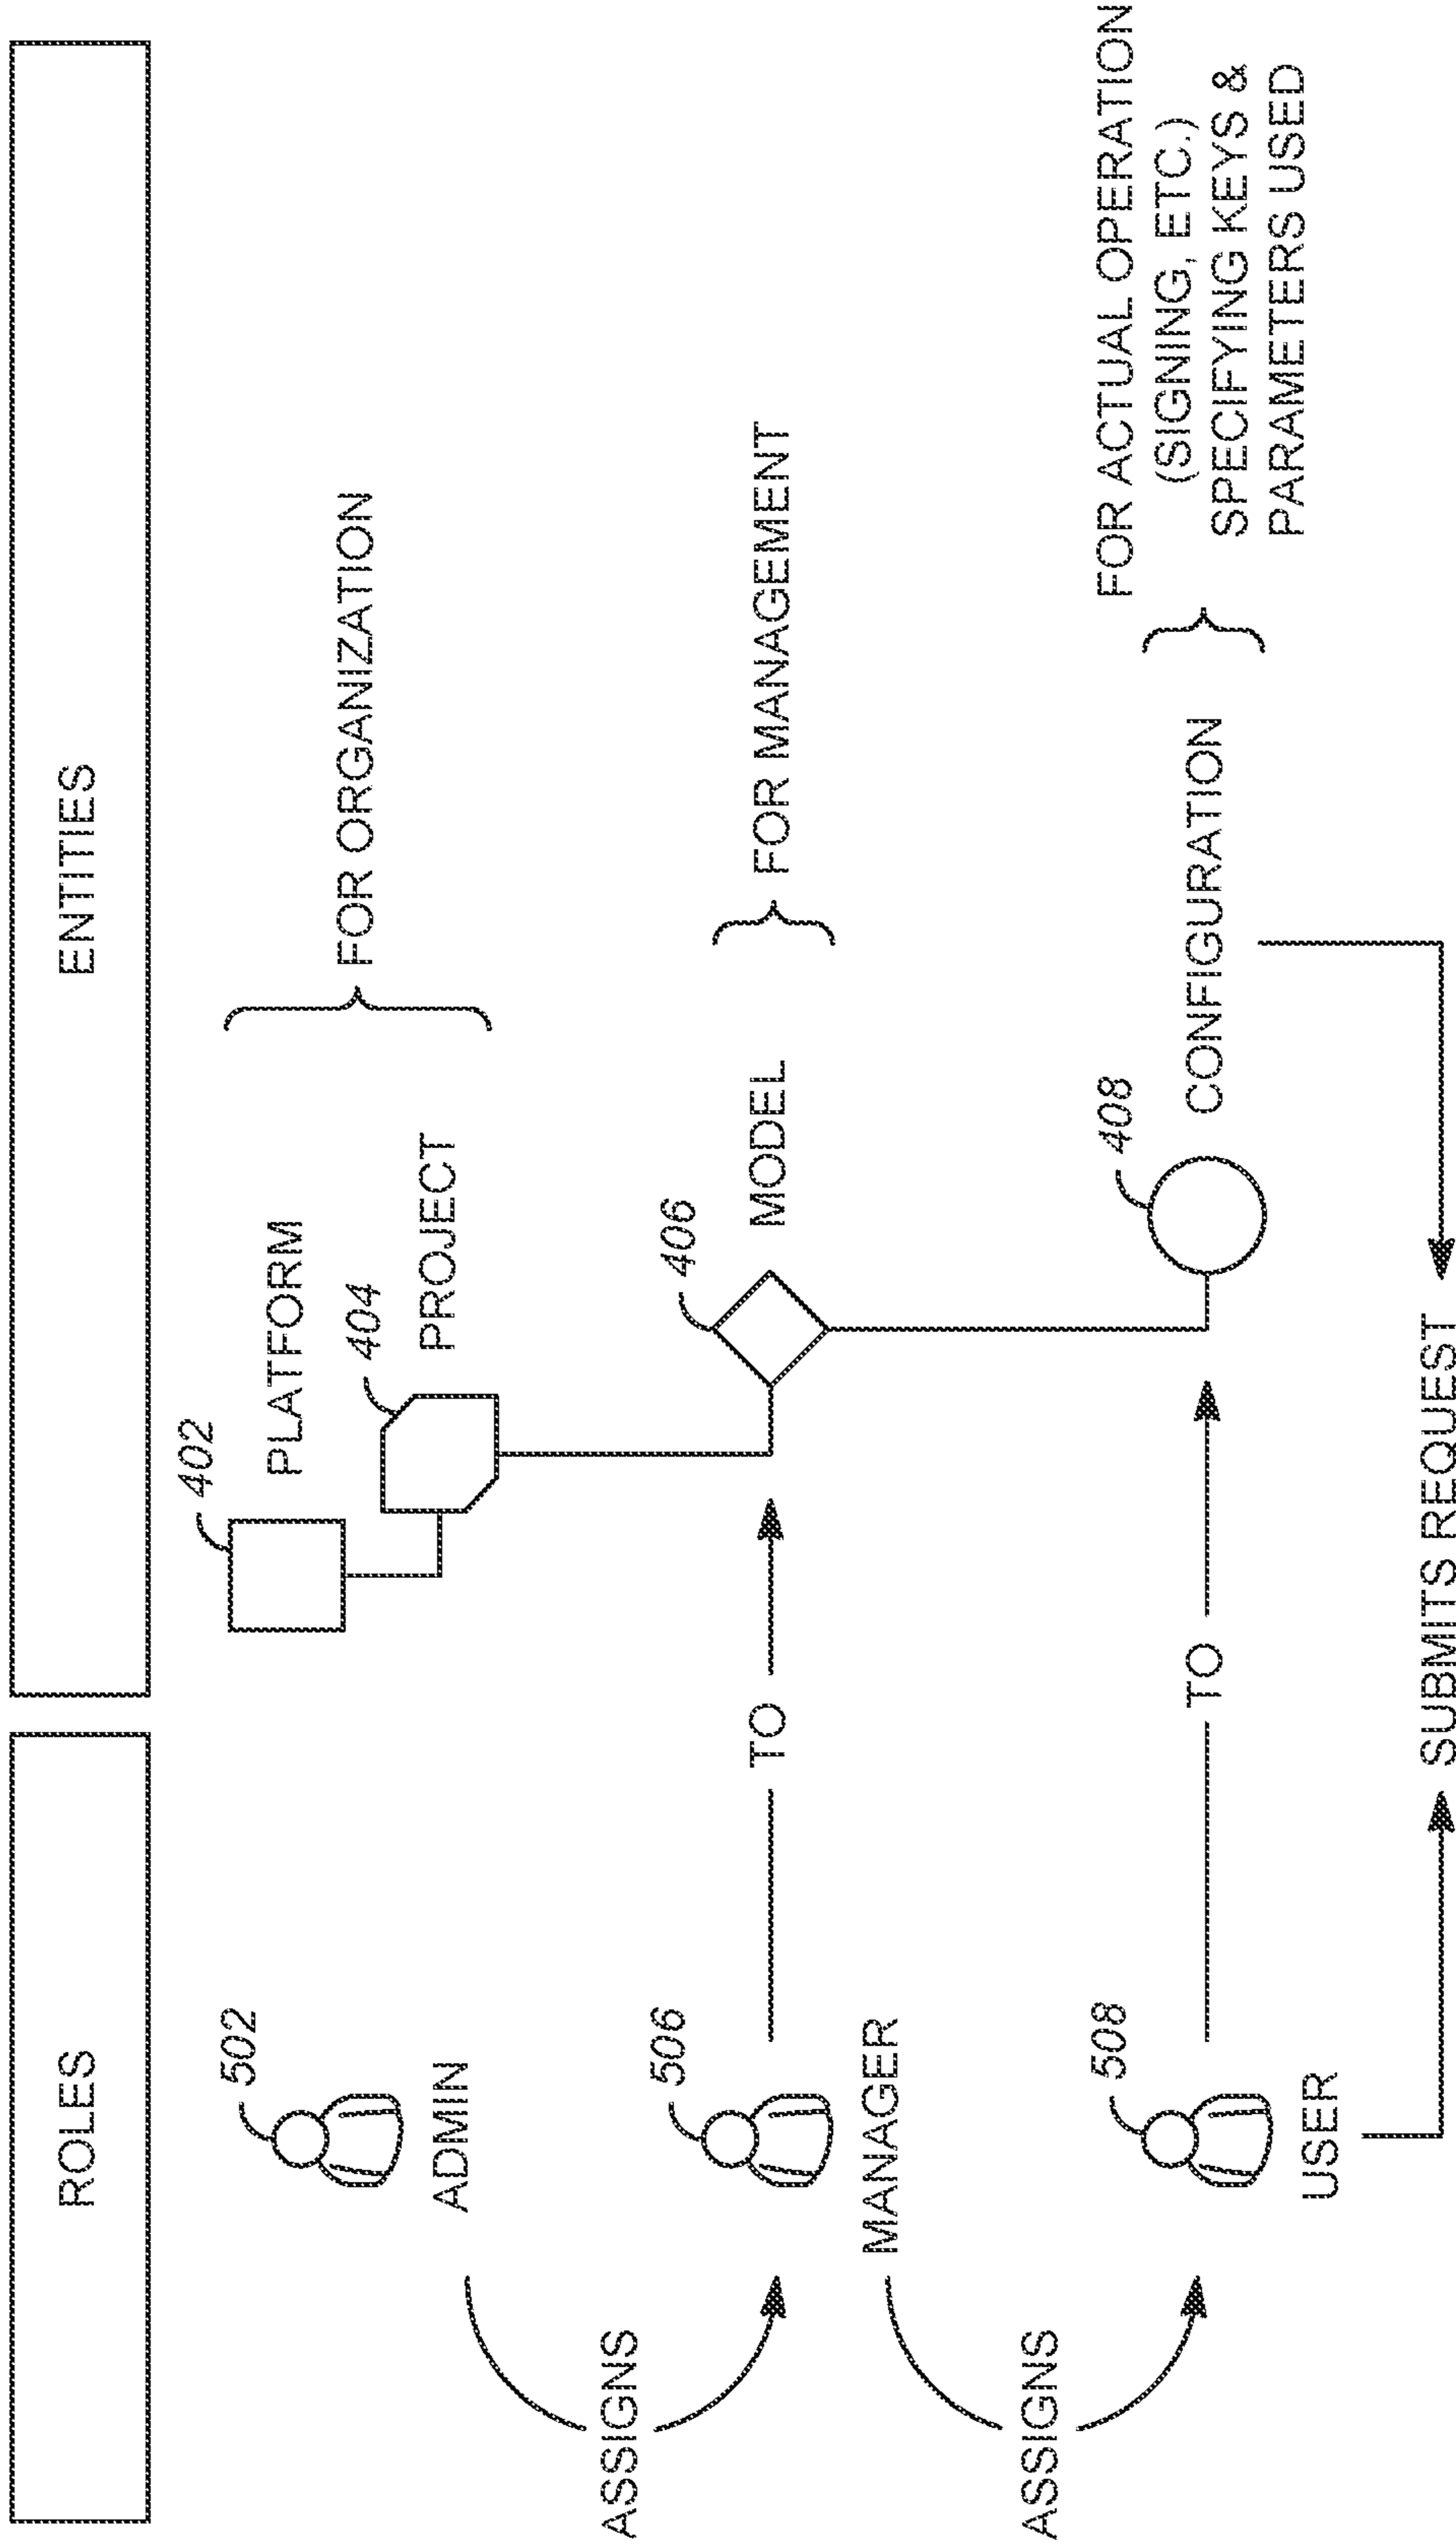 ROLES
ENTITIES
502
ADMIN
402
PLATFORM
404
PROJECT
FOR ORGANIZATION
ASSIGNS
506
MANAGER
TO
406
MODEL
FOR MANAGEMENT
ASSIGNS
508
USER
TO
408
CONFIGURATION
FOR ACTUAL OPERATION
(SIGNING, ETC.)
SPECIFYING KEYS &
PARAMETERS USED
SUBMITS REQUEST